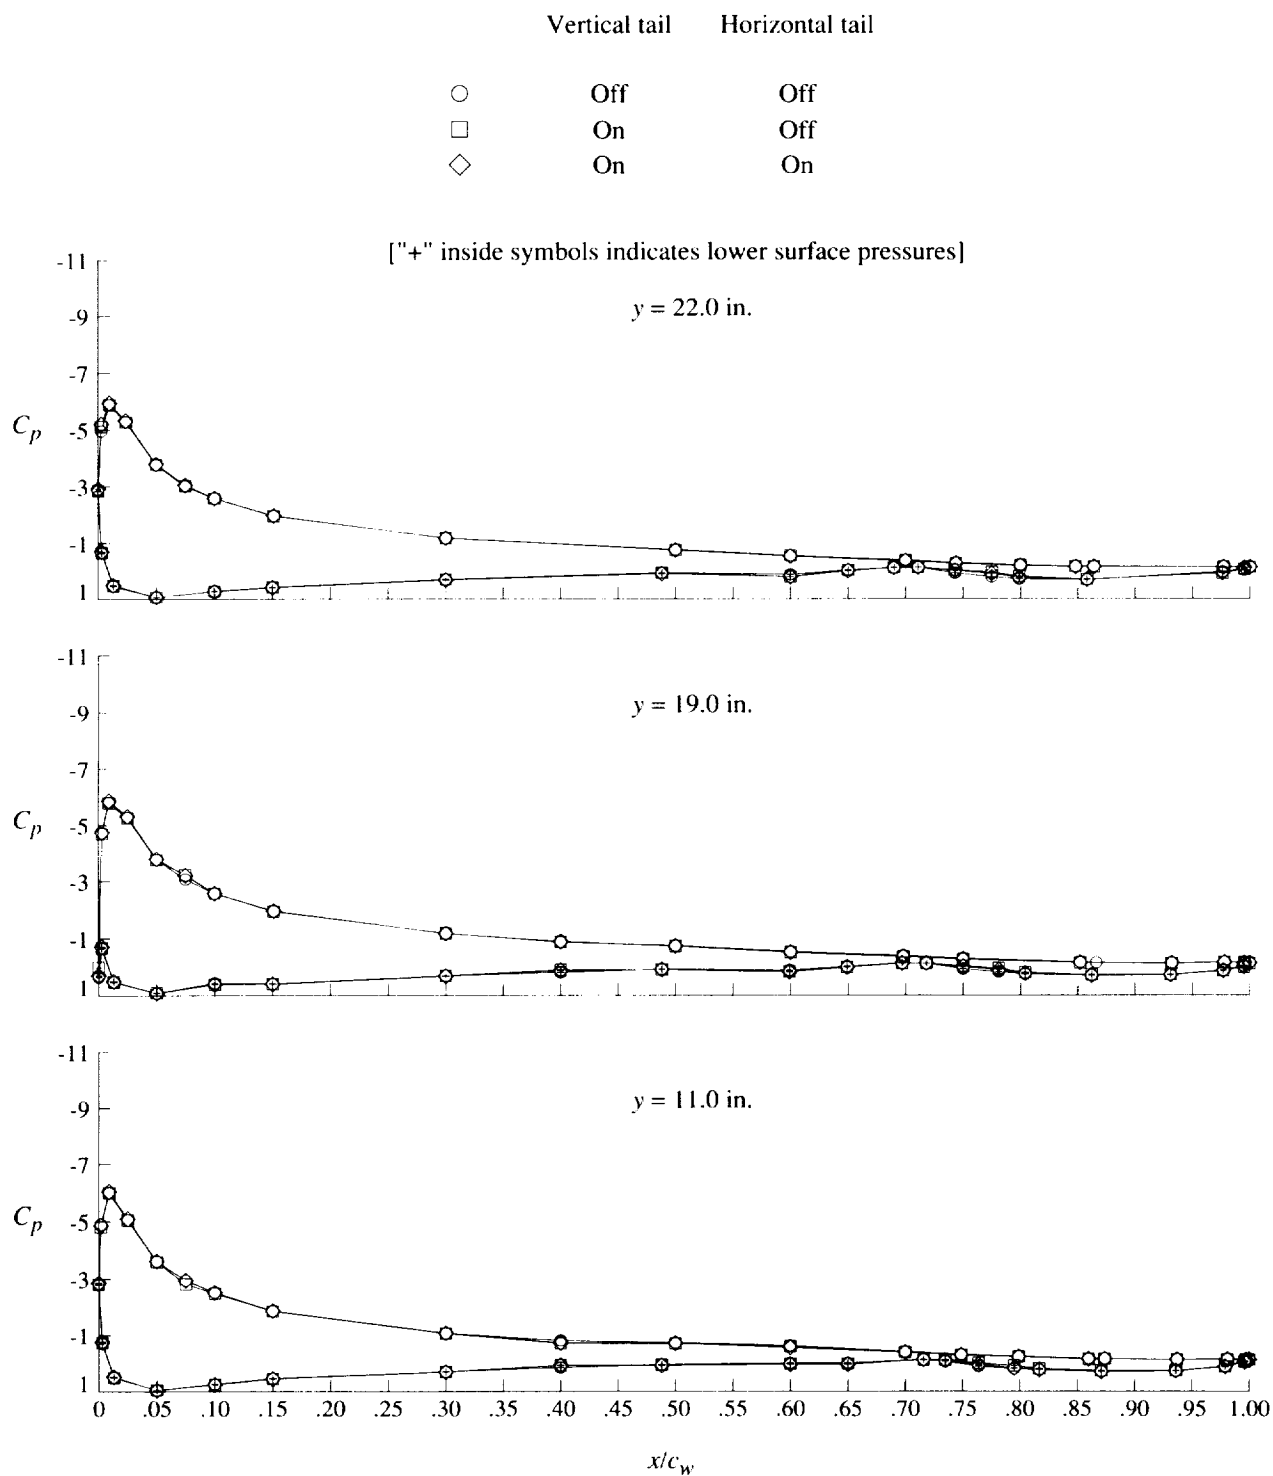 Vertical tail Horizontal tail
Off Off
On Off
On On
["+" inside symbols indicates lower surface pressures]
y = 22.0 in.
-11
-9
-7
-5
-3
-1
1
C_p
y = 19.0 in.
-11
-9
-7
-5
-3
-1
1
C_p
y = 11.0 in.
-11
-9
-7
-5
-3
-1
1
C_p
0 .05 .10 .15 .20 .25 .30 .35 .40 .45 .50 .55 .60 .65 .70 .75 .80 .85 .90 .95 1.00
x/c_w